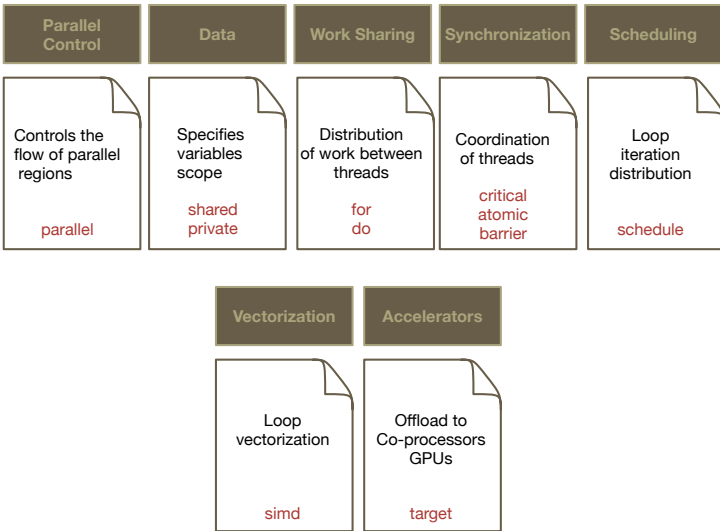 Parallel
Control
Controls the
flow of parallel
regions
parallel
Data
Specifies
variables
scope
shared
private
Work Sharing
Distribution
of work between
threads
for
do
Synchronization
Coordination
of threads
critical
atomic
barrier
Scheduling
Loop
iteration
distribution
schedule
Vectorization
Loop
vectorization
simd
Accelerators
Offload to
Co-processors
GPUs
target